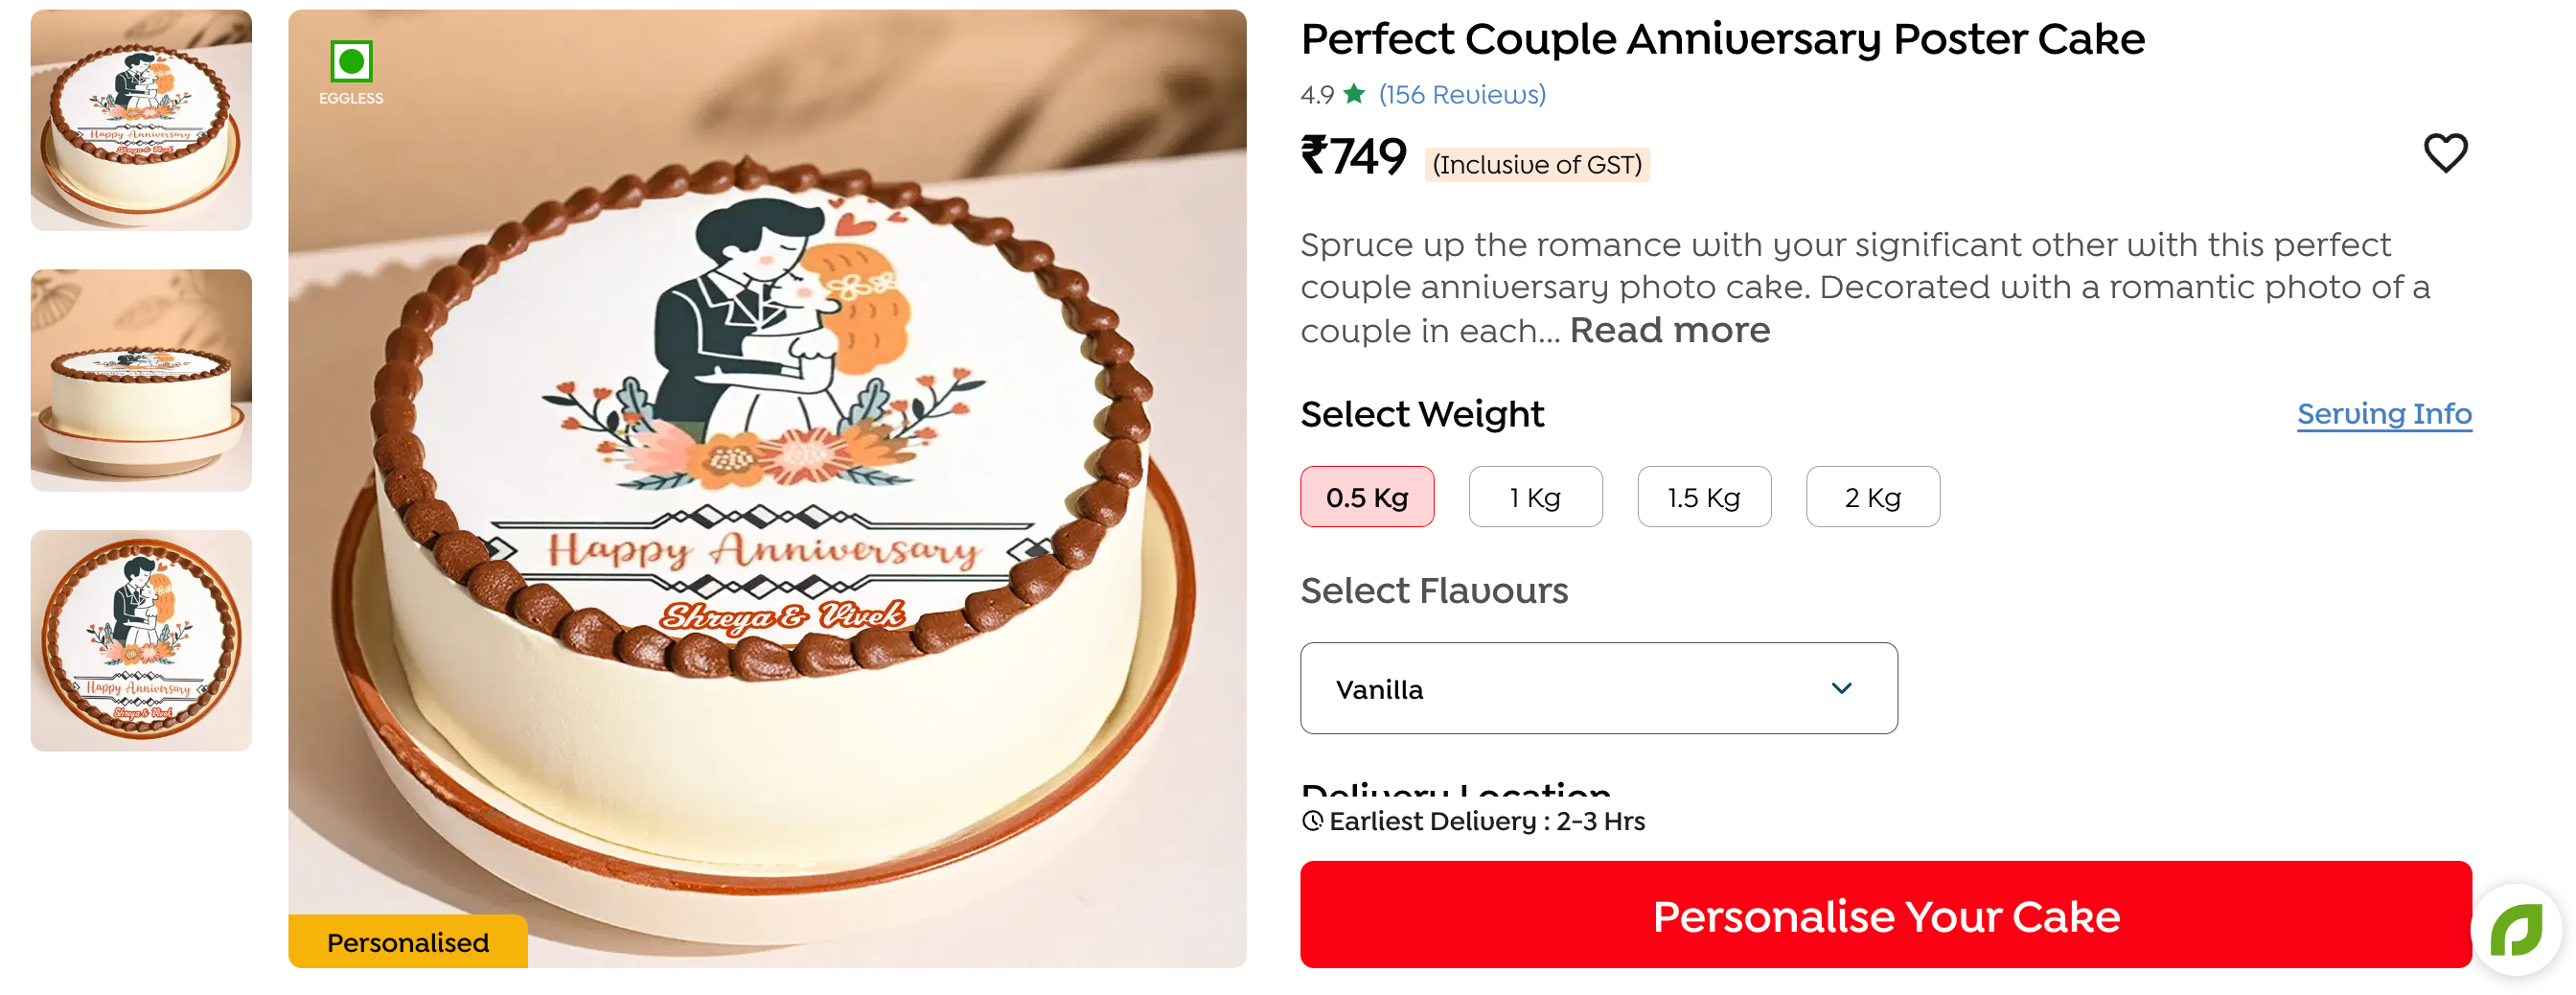 EGGLESS
Happy Anniversary
Shreya & Vivek
Personalised
Perfect Couple Anniversary Poster Cake
4.9 ★ (156 Reviews)
₹749 (Inclusive of GST)
Spruce up the romance with your significant other with this perfect
couple anniversary photo cake. Decorated with a romantic photo of a
couple in each... Read more
Select Weight
Serving Info
0.5 Kg
1 Kg
1.5 Kg
2 Kg
Select Flavours
Vanilla
Delivery Location
Earliest Delivery : 2-3 Hrs
Personalise Your Cake